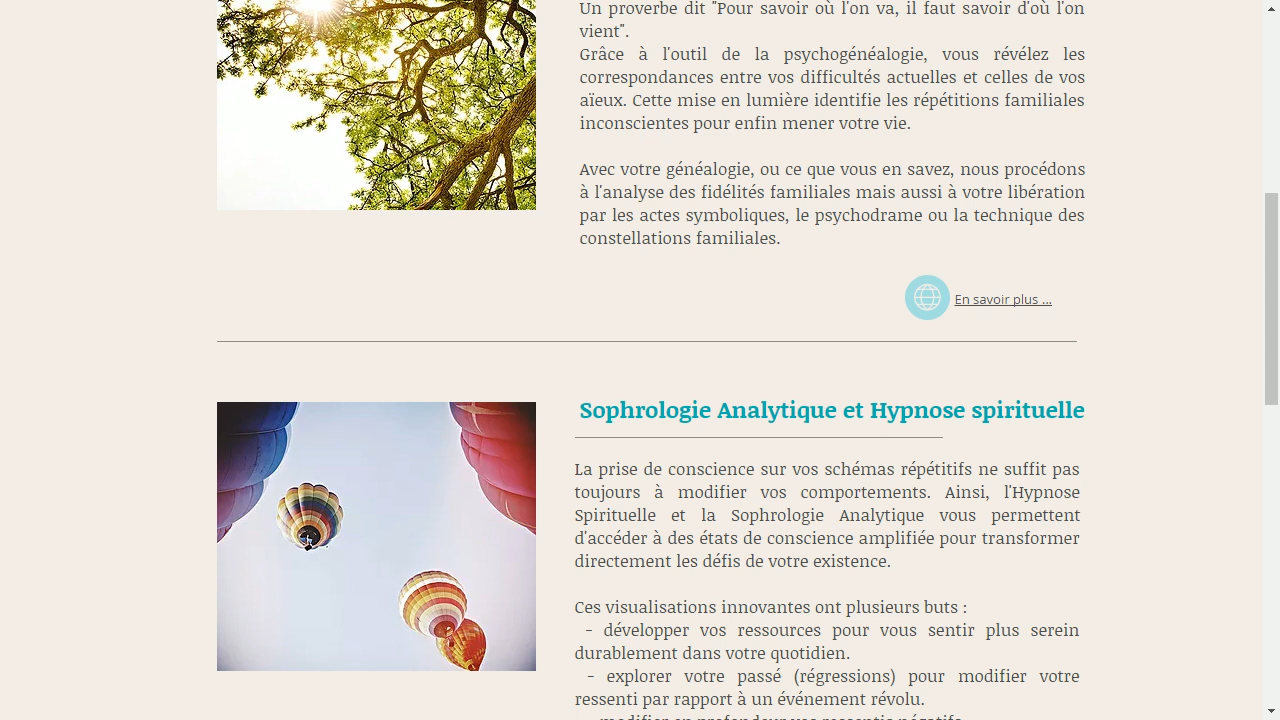 Un proverbe dit "Pour savoir où l'on va, il faut savoir d'où l'on
vient".
Grâce à l'outil de la psychogénéalogie, vous révélez les
correspondances entre vos difficultés actuelles et celles de vos
aïeux. Cette mise en lumière identifie les répétitions familiales
inconscientes pour enfin mener votre vie.
Avec votre généalogie, ou ce que vous en savez, nous procédons
à l'analyse des fidélités familiales mais aussi à votre libération
par les actes symboliques, le psychodrame ou la technique des
constellations familiales.
En savoir plus ...
Sophrologie Analytique et Hypnose spirituelle
La prise de conscience sur vos schémas répétitifs ne suffit pas
toujours à modifier vos comportements. Ainsi, l'Hypnose
Spirituelle et la Sophrologie Analytique vous permettent
d'accéder à des états de conscience amplifiée pour transformer
directement les défis de votre existence.
Ces visualisations innovantes ont plusieurs buts :
- développer vos ressources pour vous sentir plus serein
durablement dans votre quotidien.
- explorer votre passé (régressions) pour modifier votre
ressenti par rapport à un événement révolu.